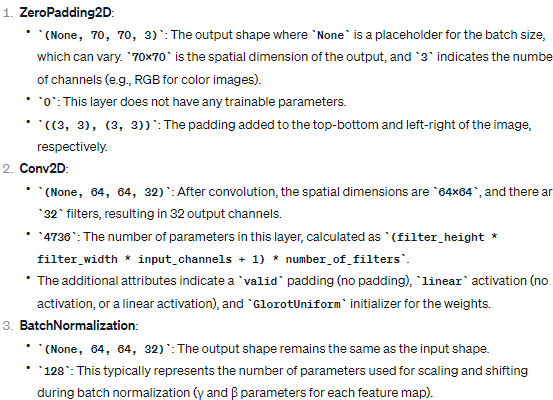 1. ZeroPadding2D:
• `(None, 70, 70, 3)`: The output shape where `None` is a placeholder for the batch size,
which can vary. `70x70` is the spatial dimension of the output, and `3` indicates the numbe
of channels (e.g., RGB for color images).
• `0`: This layer does not have any trainable parameters.
• `((3, 3), (3, 3))`: The padding added to the top-bottom and left-right of the image,
respectively.
2. Conv2D:
• `(None, 64, 64, 32)`: After convolution, the spatial dimensions are `64x64`, and there ar
`32` filters, resulting in 32 output channels.
• `4736`: The number of parameters in this layer, calculated as `(filter_height *
filter_width * input_channels + 1) * number_of_filters`.
• The additional attributes indicate a `valid` padding (no padding), `linear` activation (no
activation, or a linear activation), and `GlorotUniform` initializer for the weights.
3. BatchNormalization:
• `(None, 64, 64, 32)`: The output shape remains the same as the input shape.
• `128`: This typically represents the number of parameters used for scaling and shifting
during batch normalization (γ and β parameters for each feature map).